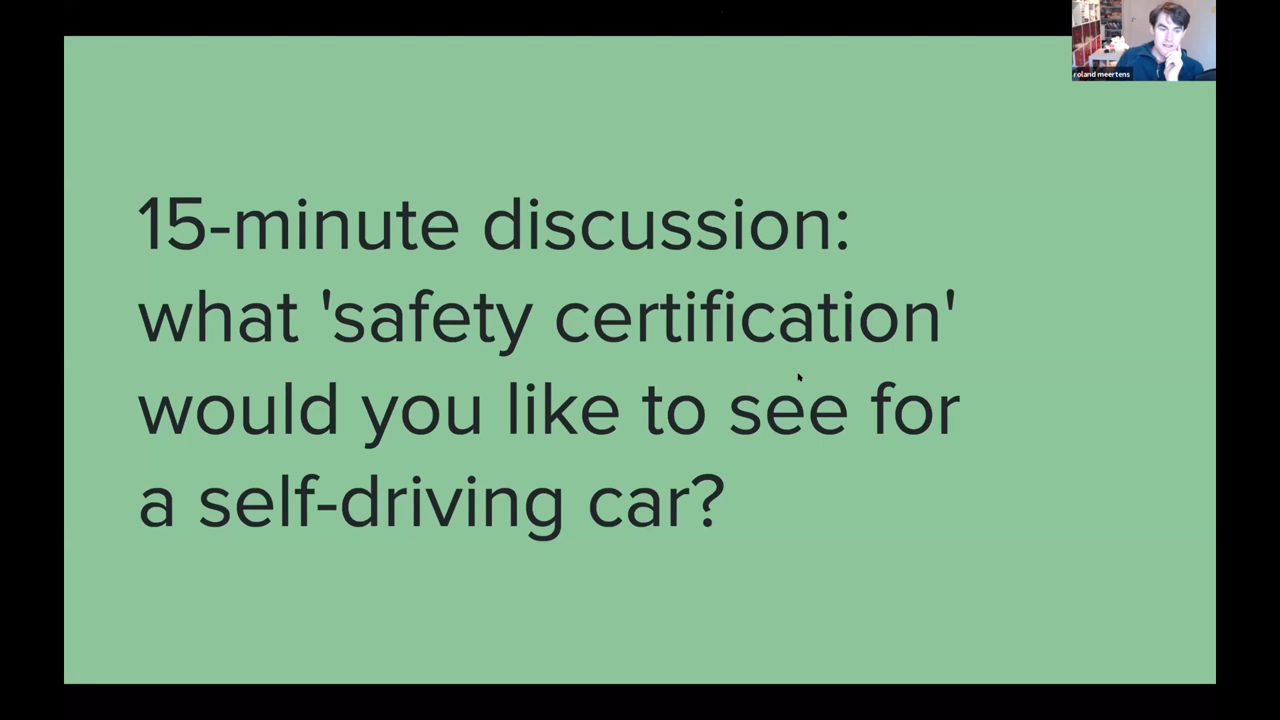 roland meertens
15-minute discussion:
what 'safety certification'
would you like to see for
a self-driving car?